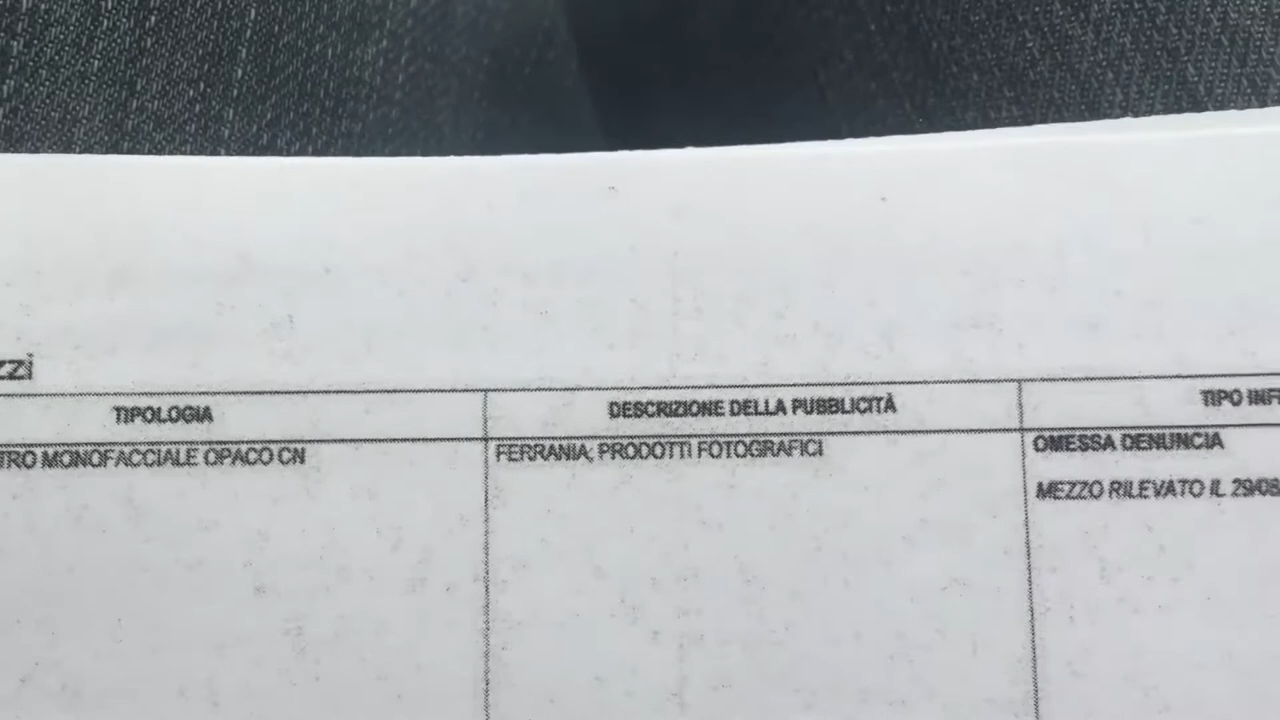 zzi
TIPOLOGIA
DESCRIZIONE DELLA PUBBLICITÀ
TIPO INF
TRO MONOFACCIALE OPACO CN
FERRANIA; PRODOTTI FOTOGRAFICI
OMESSA DENUNCIA
MEZZO RILEVATO IL 29/08